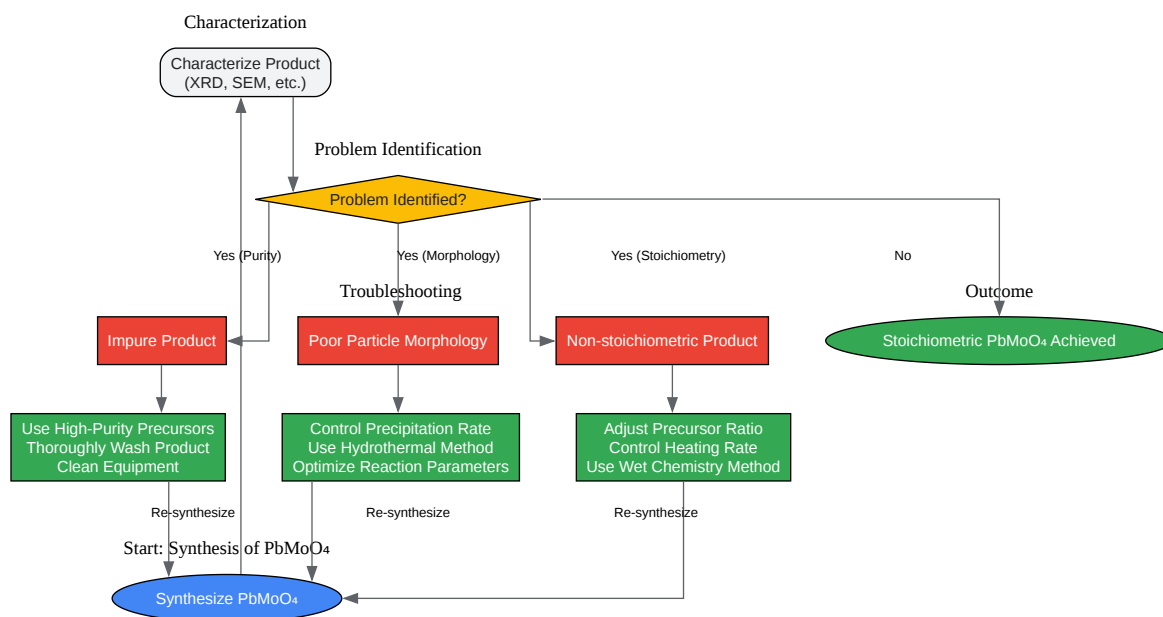 Characterization
Characterize Product
(XRD, SEM, etc.)
Problem Identification
Problem Identified?
Yes (Purity)
Yes (Morphology)
Yes (Stoichiometry)
No
Troubleshooting
Outcome
Impure Product
Poor Particle Morphology
Non-stoichiometric Product
Stoichiometric PbMoO₄ Achieved
Use High-Purity Precursors
Thoroughly Wash Product
Clean Equipment
Control Precipitation Rate
Use Hydrothermal Method
Optimize Reaction Parameters
Adjust Precursor Ratio
Control Heating Rate
Use Wet Chemistry Method
Re-synthesize
Re-synthesize
Re-synthesize
Start: Synthesis of PbMoO₄
Synthesize PbMoO₄